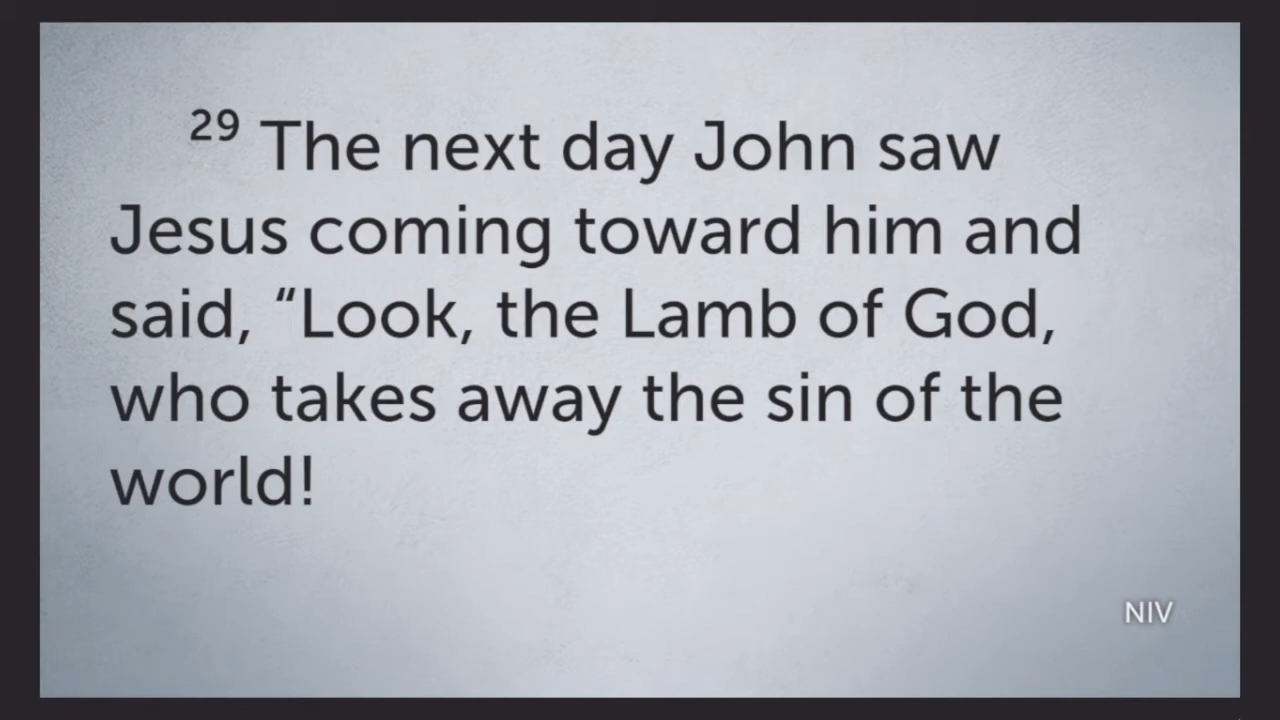 29 The next day John saw
Jesus coming toward him and
said, “Look, the Lamb of God,
who takes away the sin of the
world!
NIV